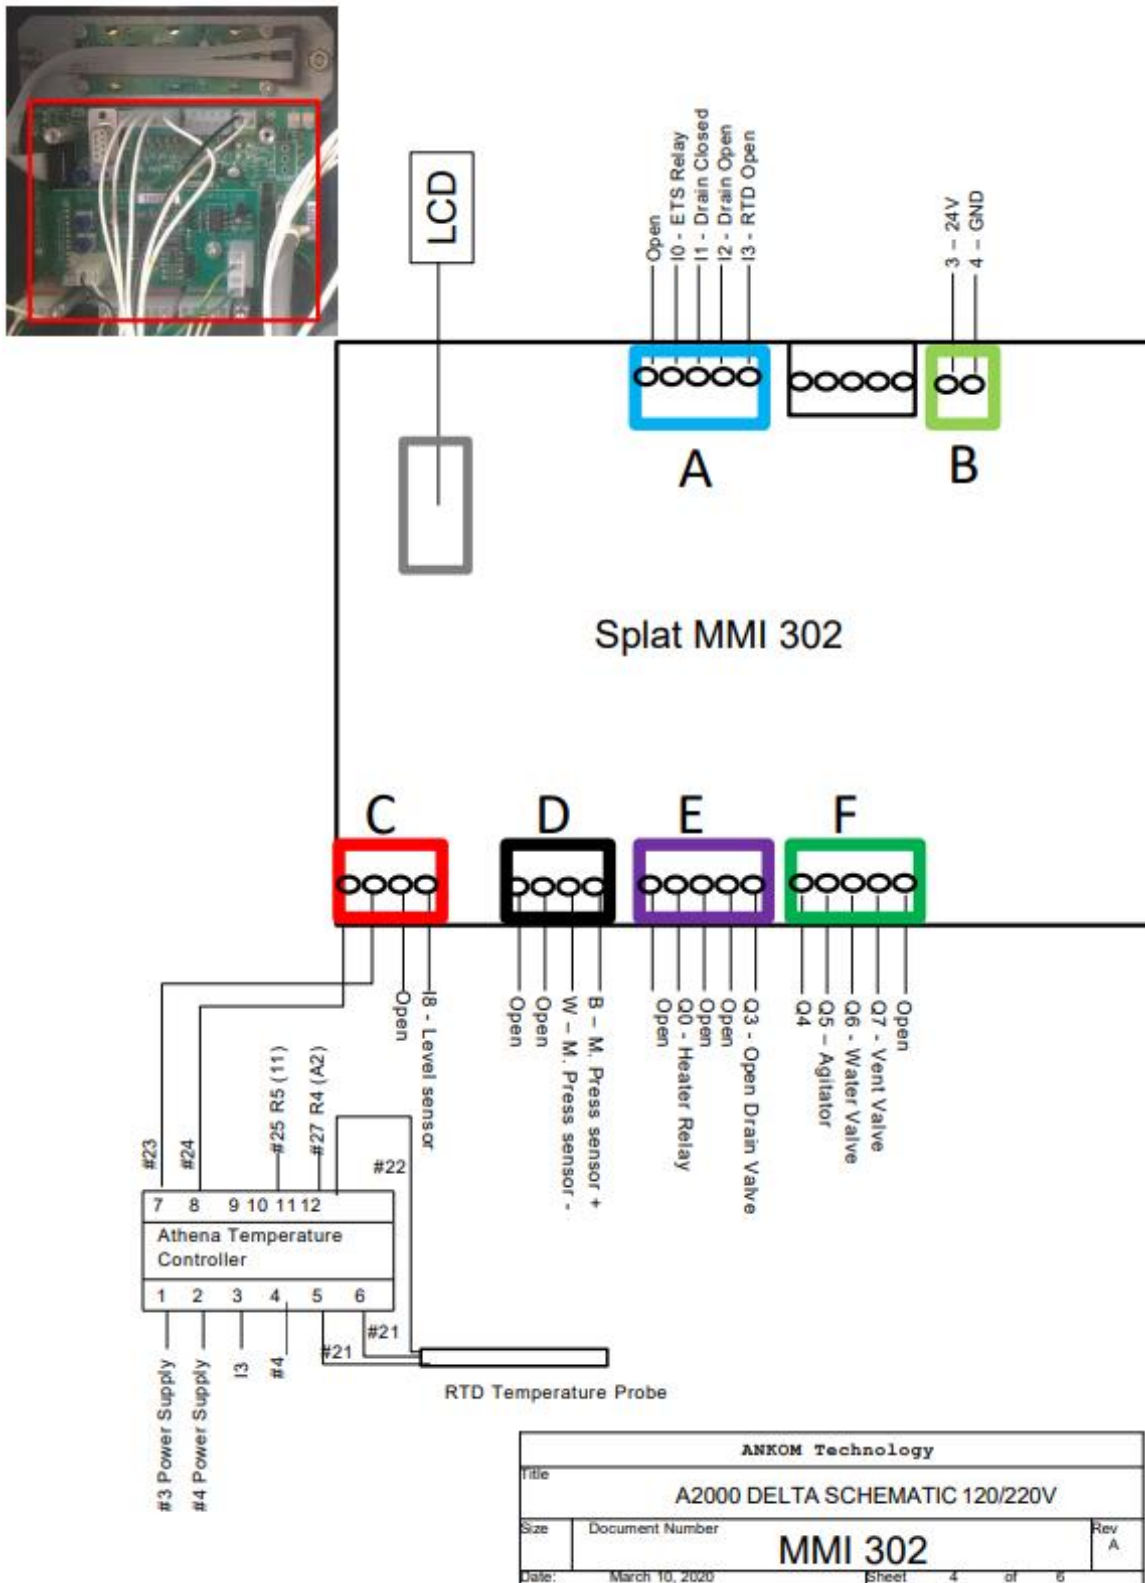 LCD
Open
I0 - ETS Relay
I1 - Drain Closed
I2 - Drain Open
I3 - RTD Open
3 – 24V
4 – GND
A
B
Splat MMI 302
C
D
E
F
Open
I8 - Level sensor
Open
Open
W – M. Press sensor -
B – M. Press sensor +
Open
Q0 - Heater Relay
Open
Open
Q3 - Open Drain Valve
Q4
Q5 – Agitator
Q6 - Water Valve
Q7 - Vent Valve
Open
#23
#24
#25 R5 (11)
#27 R4 (A2)
#22
7 8 9 10 11 12
Athena Temperature
Controller
1 2 3 4 5 6
#3 Power Supply
#4 Power Supply
I3
#4
#21
#21
RTD Temperature Probe
ANKOM Technology
Title
A2000 DELTA SCHEMATIC 120/220V
Size
Document Number
MMI 302
Rev
A
Date: March 10, 2020 Sheet 4 of 6